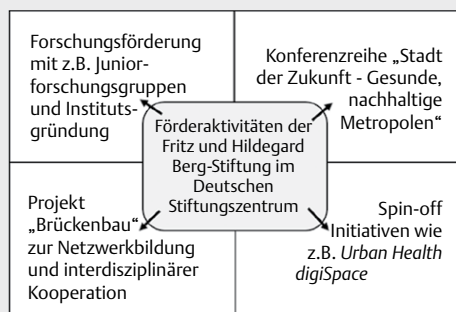 Forschungsförderung
mit z.B. Junior-
forschungsgruppen
und Instituts-
gründung
Konferenzreihe „Stadt
der Zukunft - Gesunde,
nachhaltige
Metropolen“
Förderaktivitäten der
Fritz und Hildegard
Berg-Stiftung im
Deutschen
Stiftungszentrum
Projekt
„Brückenbau“
zur Netzwerkbildung
und interdisziplinärer
Kooperation
Spin-off
Initiativen wie
z.B. Urban Health
digiSpace